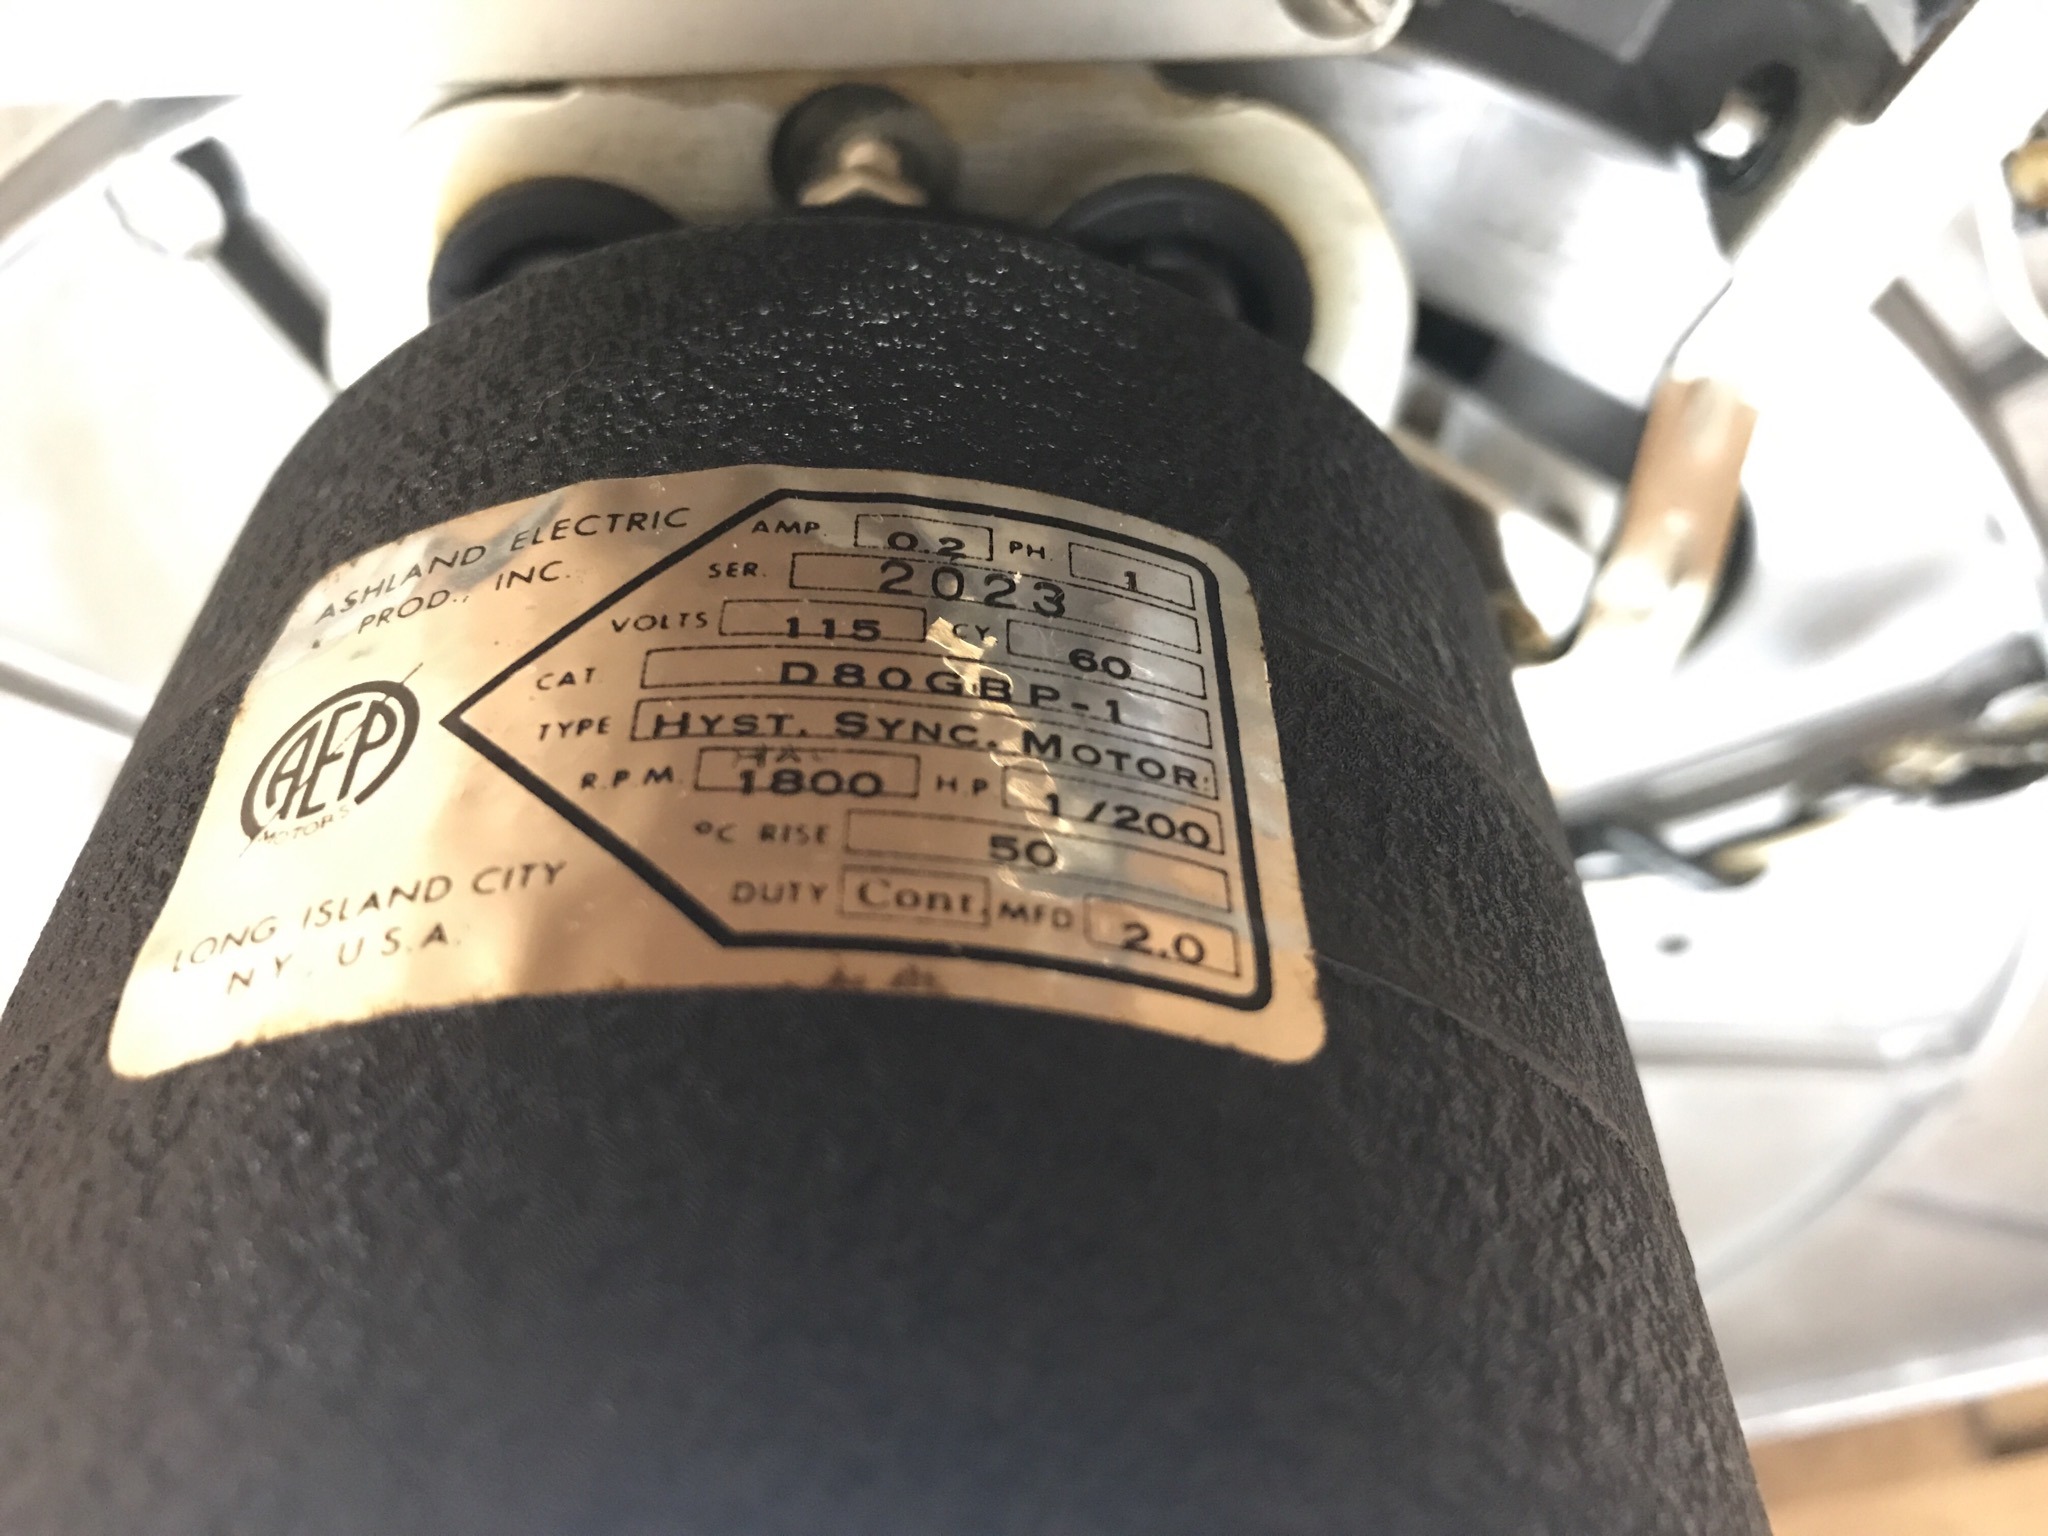 ASHLAND ELECTRIC
PROD., INC.
AEP
MOTORS
LONG ISLAND CITY
N.Y. U.S.A.
AMP. 0.2 PH. 1
SER. 2023
VOLTS 115 CY. 60
CAT. D80GBP-1
TYPE HYST. SYNC. MOTOR
R.P.M. 1800 H.P. 1/200
°C RISE 50
DUTY Cont. MFD 2.0